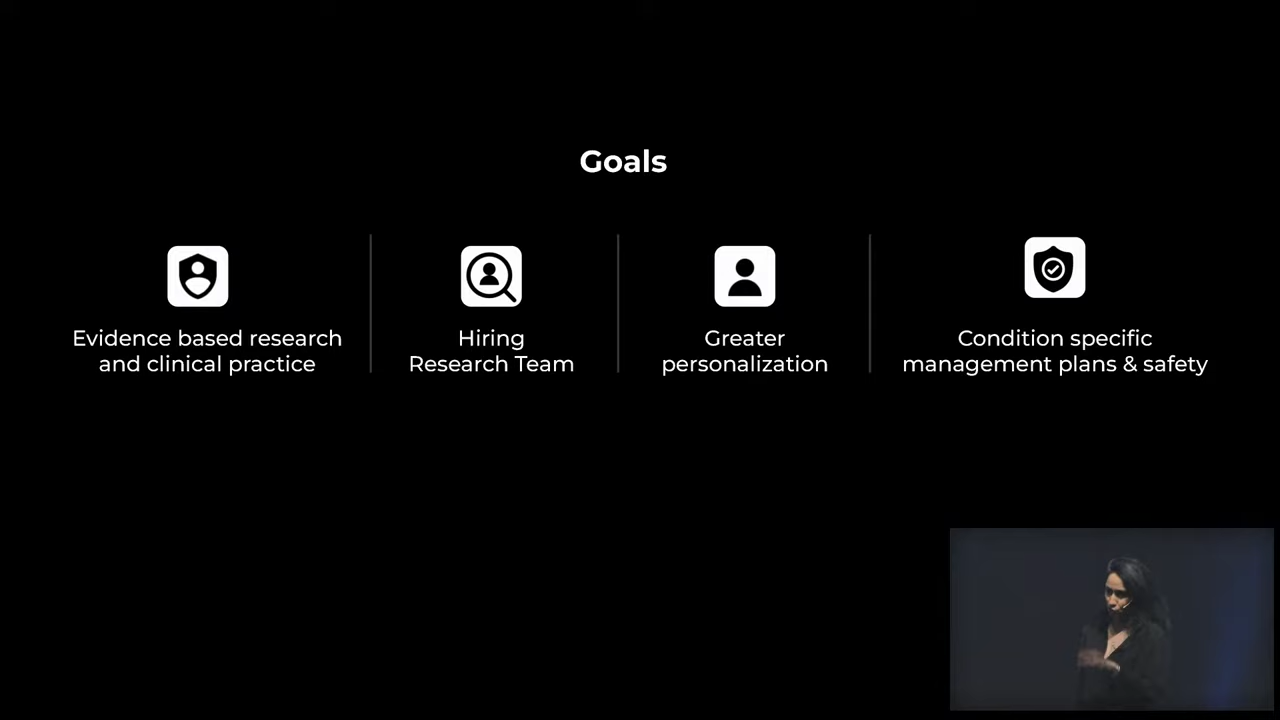 Goals
Evidence based research
and clinical practice
Hiring
Research Team
Greater
personalization
Condition specific
management plans & safety